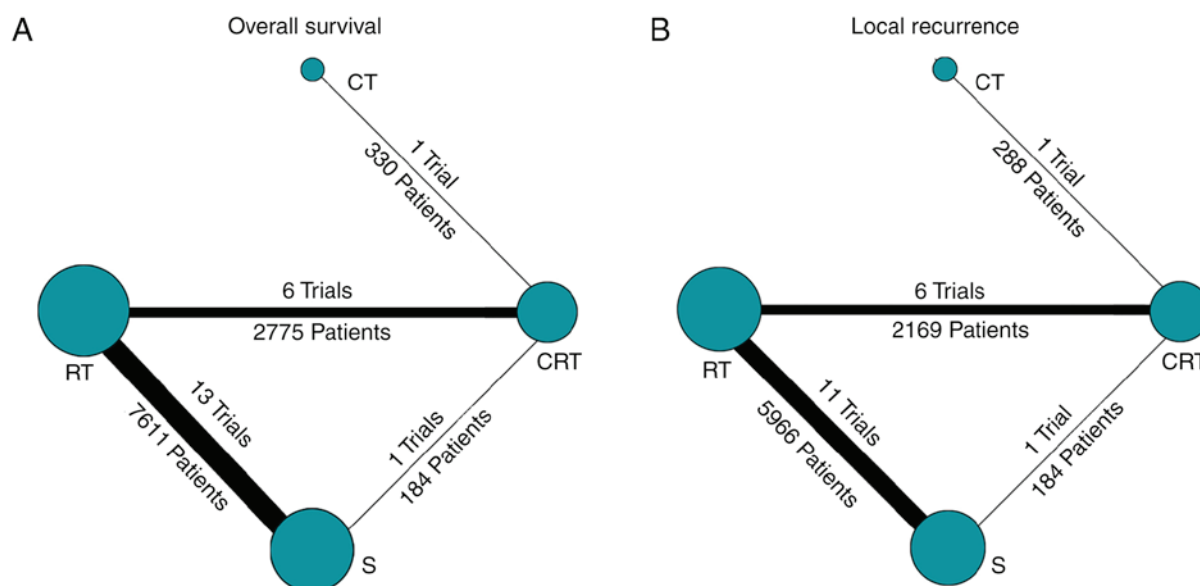 A
Overall survival
CT
1 Trial
330 Patients
6 Trials
2775 Patients
RT
CRT
13 Trials
7611 Patients
1 Trials
184 Patients
S
B
Local recurrence
CT
1 Trial
288 Patients
6 Trials
2169 Patients
RT
CRT
11 Trials
5966 Patients
1 Trial
184 Patients
S